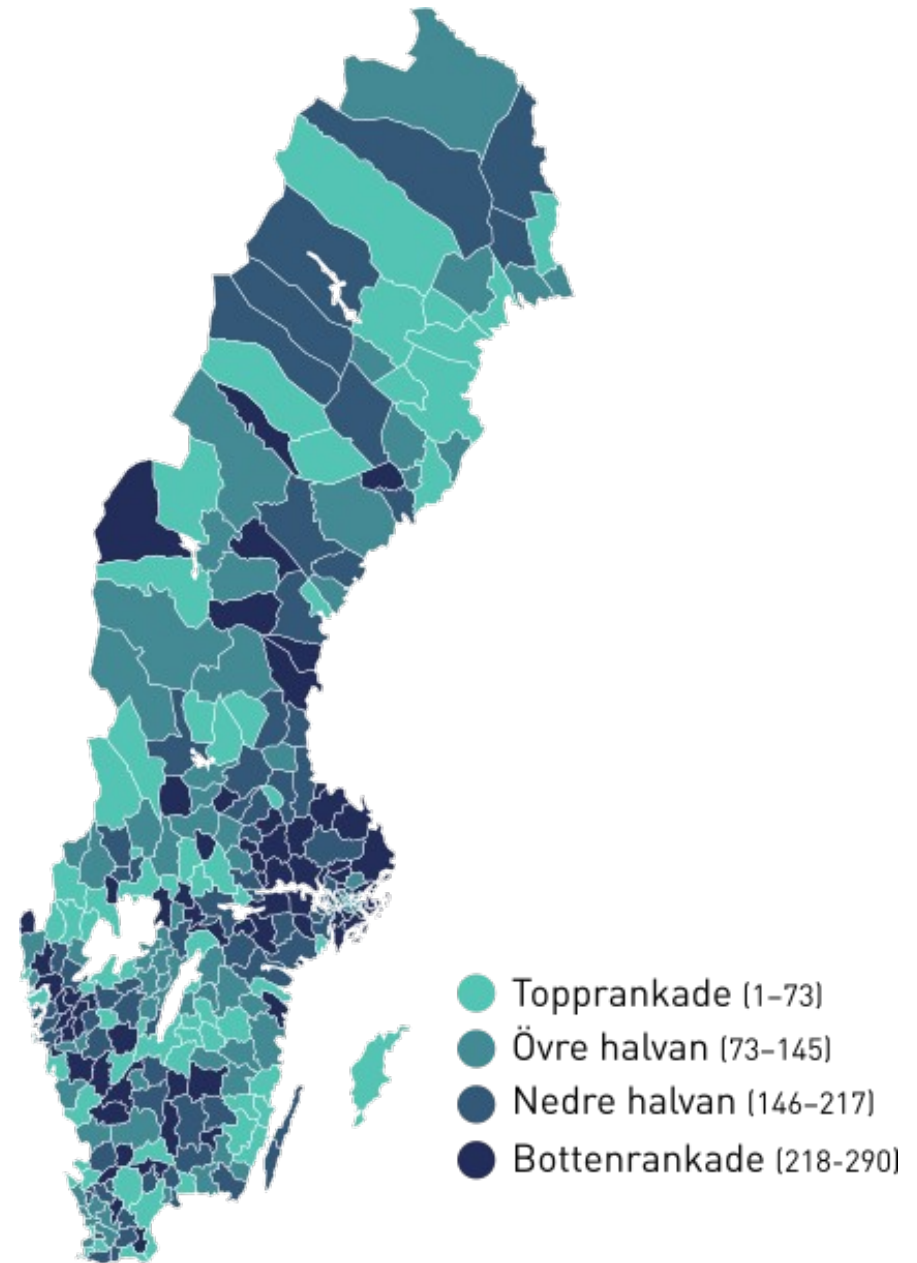 Topprankade (1–73)
Övre halvan (73–145)
Nedre halvan (146–217)
Bottenrankade (218-290)